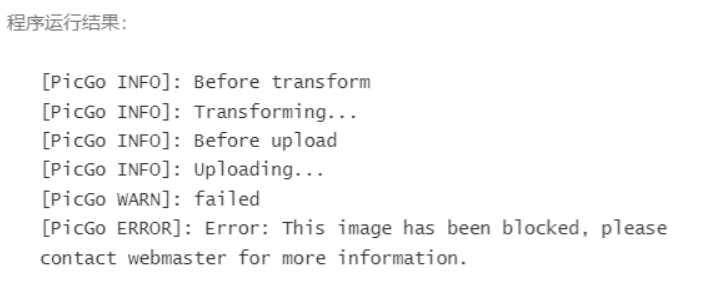 程序运行结果：
[PicGo INFO]: Before transform
[PicGo INFO]: Transforming...
[PicGo INFO]: Before upload
[PicGo INFO]: Uploading...
[PicGo WARN]: failed
[PicGo ERROR]: Error: This image has been blocked, please
contact webmaster for more information.